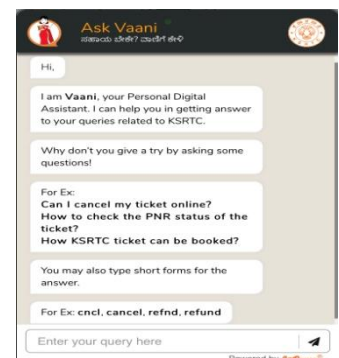 Ask Vaani
ಸಹಾಯ ಬೇಕೇ? ವಾಣಿಗೆ ಕೇಳಿ
Hi,
I am Vaani, your Personal Digital
Assistant. I can help you in getting answer
to your queries related to KSRTC.
Why don't you give a try by asking some
questions!
For Ex:
Can I cancel my ticket online?
How to check the PNR status of the
ticket?
How KSRTC ticket can be booked?
You may also type short forms for the
answer.
For Ex: cncl, cancel, refnd, refund
Enter your query here
Powered by